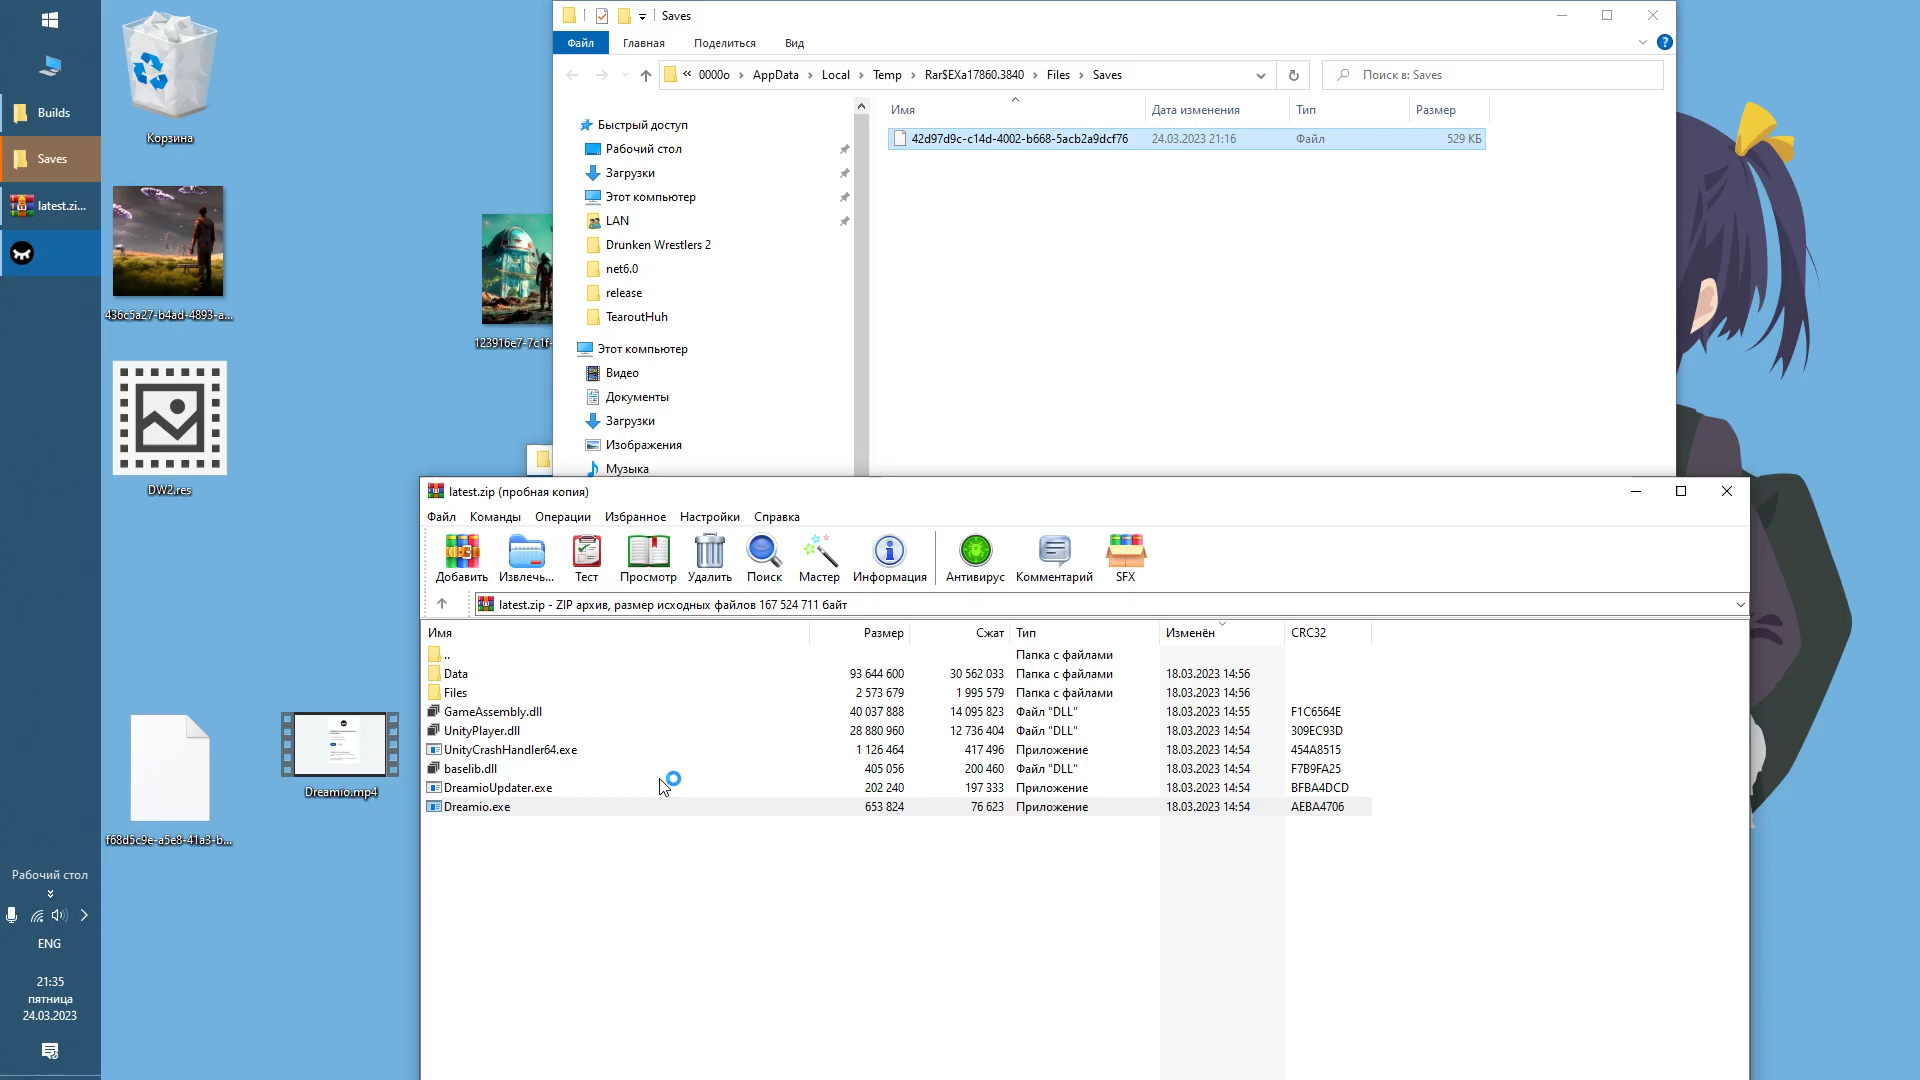 Builds
Saves
latest.zi...
Корзина
436c5a27-b4ad-4893-a...
DW2.res
f68d5c9e-a5e8-41a3-b...
Dreamio.mp4
123916e7-7c1f-
Рабочий стол
ENG
21:35
пятница
24.03.2023
Saves
Файл
Главная
Поделиться
Вид
?
« 0000o › AppData › Local › Temp › Rar$EXa17860.3840 › Files › Saves
Поиск в: Saves
Быстрый доступ
Рабочий стол
Загрузки
Этот компьютер
LAN
Drunken Wrestlers 2
net6.0
release
TearoutHuh
Этот компьютер
Видео
Документы
Загрузки
Изображения
Музыка
Имя Дата изменения Тип Размер
42d97d9c-c14d-4002-b668-5acb2a9dcf76 24.03.2023 21:16 Файл 529 КБ
latest.zip (пробная копия)
Файл Команды Операции Избранное Настройки Справка
Добавить Извлечь... Тест Просмотр Удалить Поиск Мастер Информация Антивирус Комментарий SFX
latest.zip - ZIP архив, размер исходных файлов 167 524 711 байт
Имя Размер Сжат Тип Изменён CRC32
.. Папка с файлами
Data 93 644 600 30 562 033 Папка с файлами 18.03.2023 14:56
Files 2 573 679 1 995 579 Папка с файлами 18.03.2023 14:56
GameAssembly.dll 40 037 888 14 095 823 Файл "DLL" 18.03.2023 14:55 F1C6564E
UnityPlayer.dll 28 880 960 12 736 404 Файл "DLL" 18.03.2023 14:54 309EC93D
UnityCrashHandler64.exe 1 126 464 417 496 Приложение 18.03.2023 14:54 454A8515
baselib.dll 405 056 200 460 Файл "DLL" 18.03.2023 14:54 F7B9FA25
DreamioUpdater.exe 202 240 197 333 Приложение 18.03.2023 14:54 BFBA4DCD
Dreamio.exe 653 824 76 623 Приложение 18.03.2023 14:54 AEBA4706